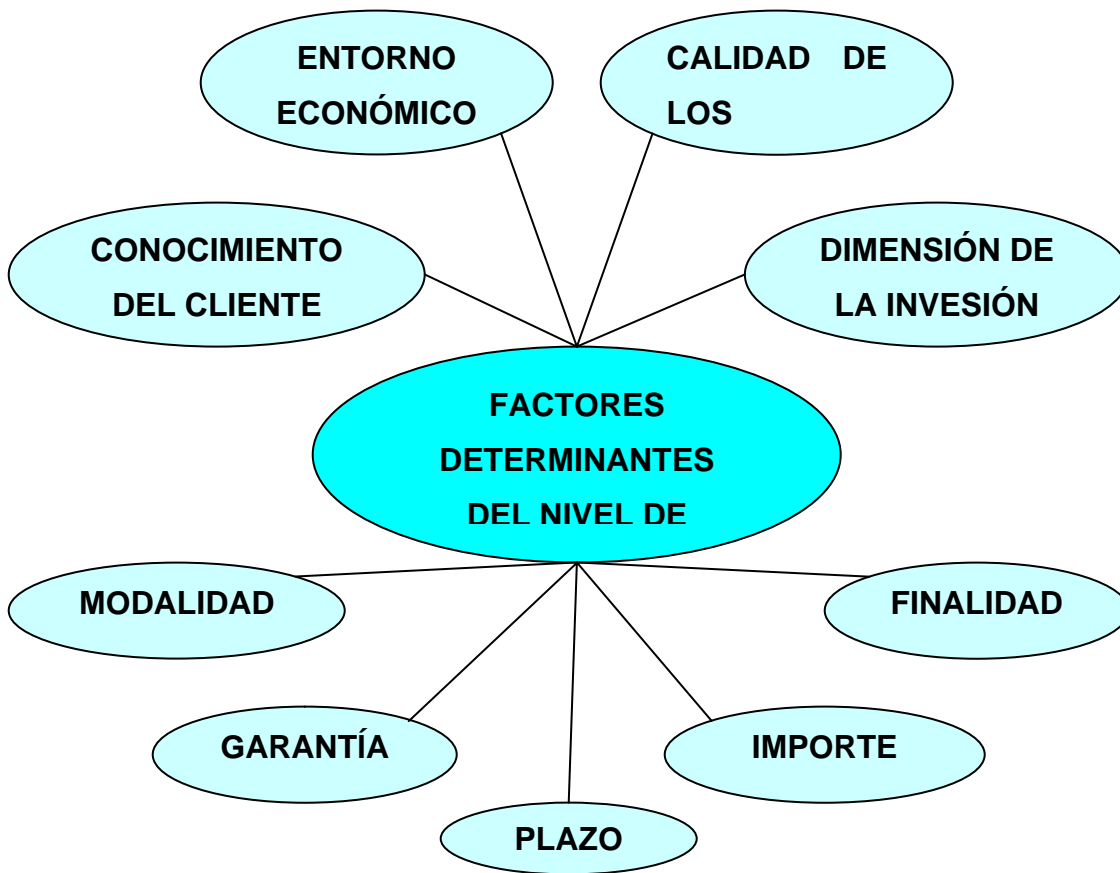 ENTORNO
ECONÓMICO
CALIDAD DE
LOS
CONOCIMIENTO
DEL CLIENTE
DIMENSIÓN DE
LA INVESIÓN
FACTORES
DETERMINANTES
DEL NIVEL DE
MODALIDAD
FINALIDAD
GARANTÍA
IMPORTE
PLAZO